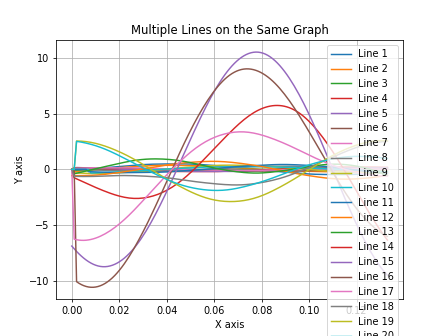 Multiple Lines on the Same Graph
Y axis
10
5
0
−5
−10
0.00 0.02 0.04 0.06 0.08 0.10
X axis
Line 1
Line 2
Line 3
Line 4
Line 5
Line 6
Line 7
Line 8
Line 9
Line 10
Line 11
Line 12
Line 13
Line 14
Line 15
Line 16
Line 17
Line 18
Line 19
Line 20